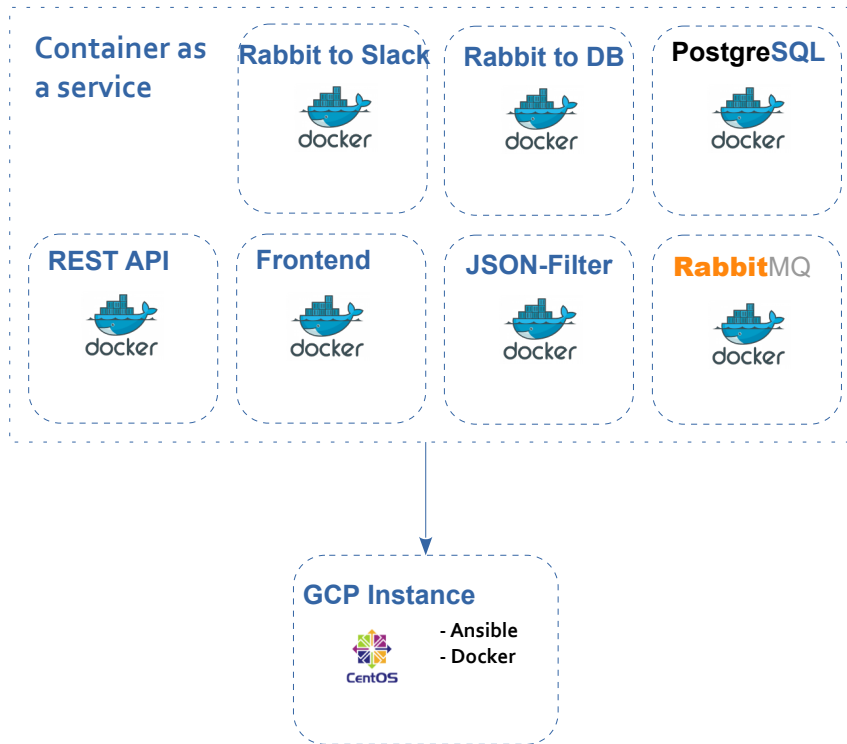 Container as
a service
Rabbit to Slack
docker
Rabbit to DB
docker
PostgreSQL
docker
REST API
docker
Frontend
docker
JSON-Filter
docker
RabbitMQ
docker
GCP Instance
CentOS
- Ansible
- Docker